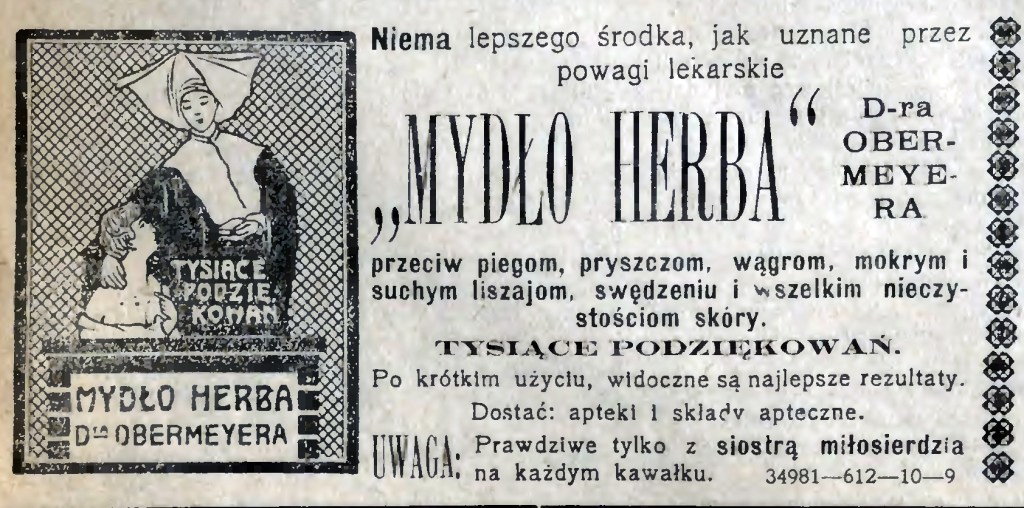 TYSIĄCE
PODZIĘ-
KOWAŃ
MYDŁO HERBA
Dra OBERMEYERA
Niema lepszego środka, jak uznane przez
powagi lekarskie
„MYDŁO HERBA“
D-ra
OBER-
MEYE-
RA
przeciw piegom, pryszczom, wągrom, mokrym i
suchym liszajom, swędzeniu i wszelkim nieczy-
stościom skóry.
TYSIĄCE PODZIĘKOWAŃ.
Po krótkim użyciu, widoczne są najlepsze rezultaty.
Dostać: apteki i składy apteczne.
UWAGA: Prawdziwe tylko z siostrą miłosierdzia
na każdym kawałku. 34981—612—10—9